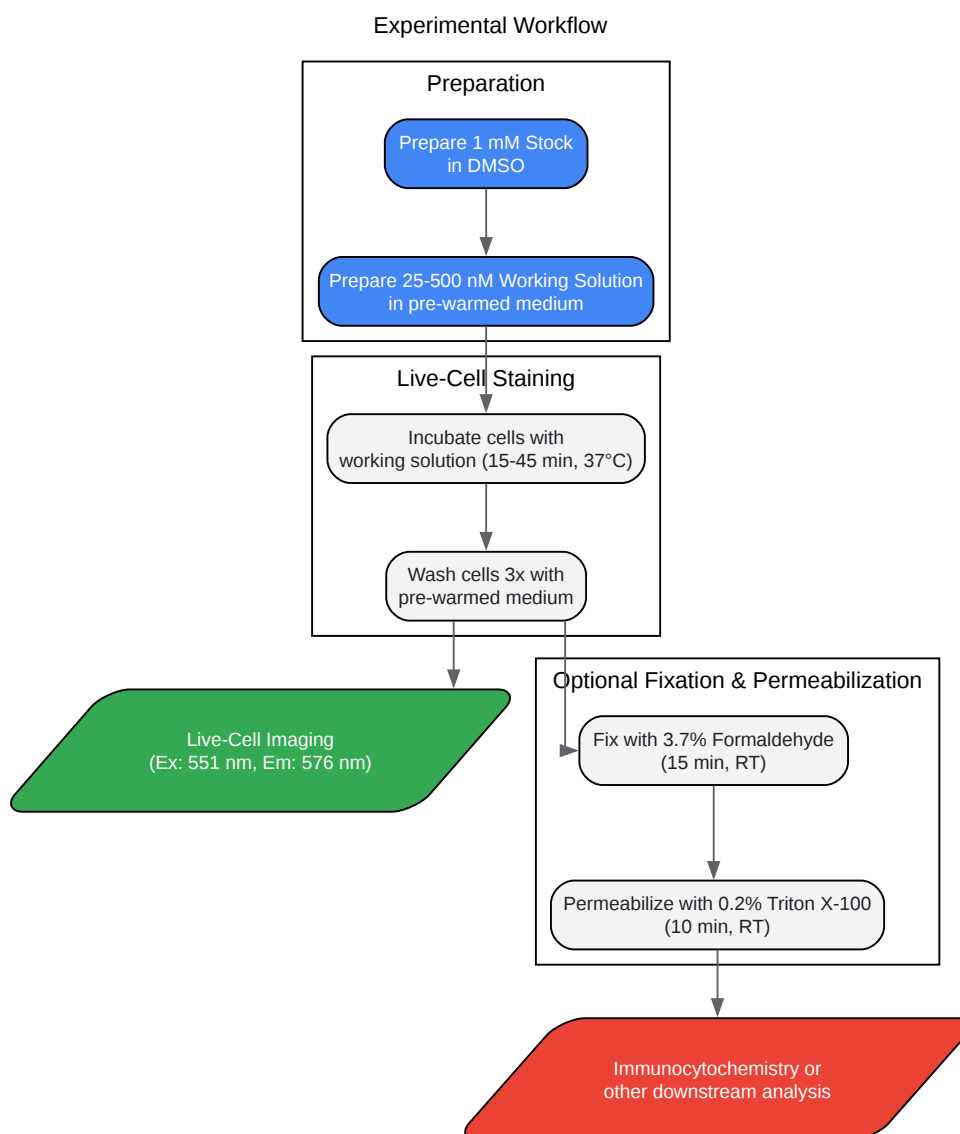 Experimental Workflow
Preparation
Prepare 1 mM Stock
in DMSO
Prepare 25-500 nM Working Solution
in pre-warmed medium
Live-Cell Staining
Incubate cells with
working solution (15-45 min, 37°C)
Wash cells 3x with
pre-warmed medium
Live-Cell Imaging
(Ex: 551 nm, Em: 576 nm)
Optional Fixation & Permeabilization
Fix with 3.7% Formaldehyde
(15 min, RT)
Permeabilize with 0.2% Triton X-100
(10 min, RT)
Immunocytochemistry or
other downstream analysis